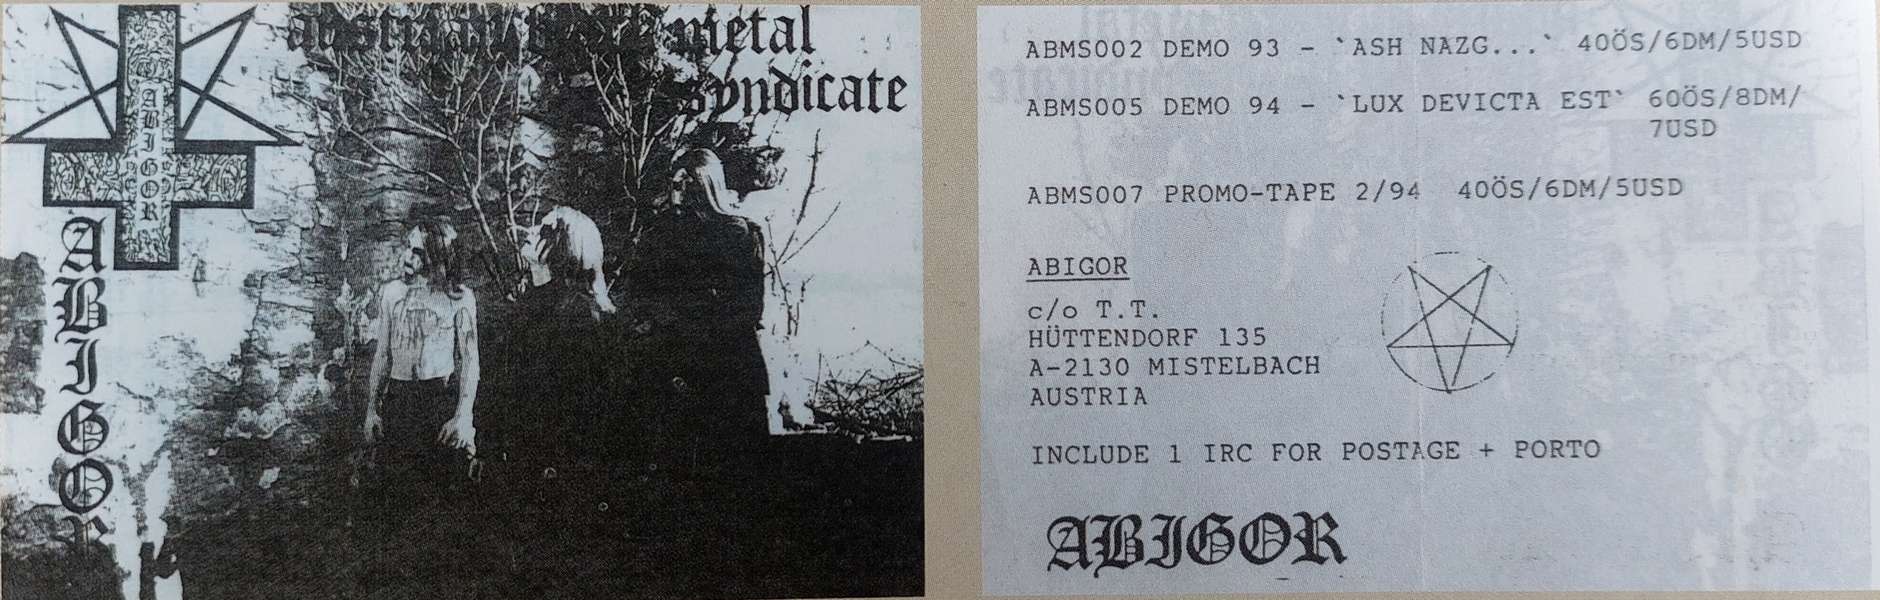 austrian black metal
syndicate
ABIGOR
ABIGOR
ABMS002 DEMO 93 - `ASH NAZG...` 40ÖS/6DM/5USD
ABMS005 DEMO 94 - `LUX DEVICTA EST` 60ÖS/8DM/
7USD
ABMS007 PROMO-TAPE 2/94 40ÖS/6DM/5USD
ABIGOR
c/o T.T.
HÜTTENDORF 135
A-2130 MISTELBACH
AUSTRIA
INCLUDE 1 IRC FOR POSTAGE + PORTO
ABIGOR